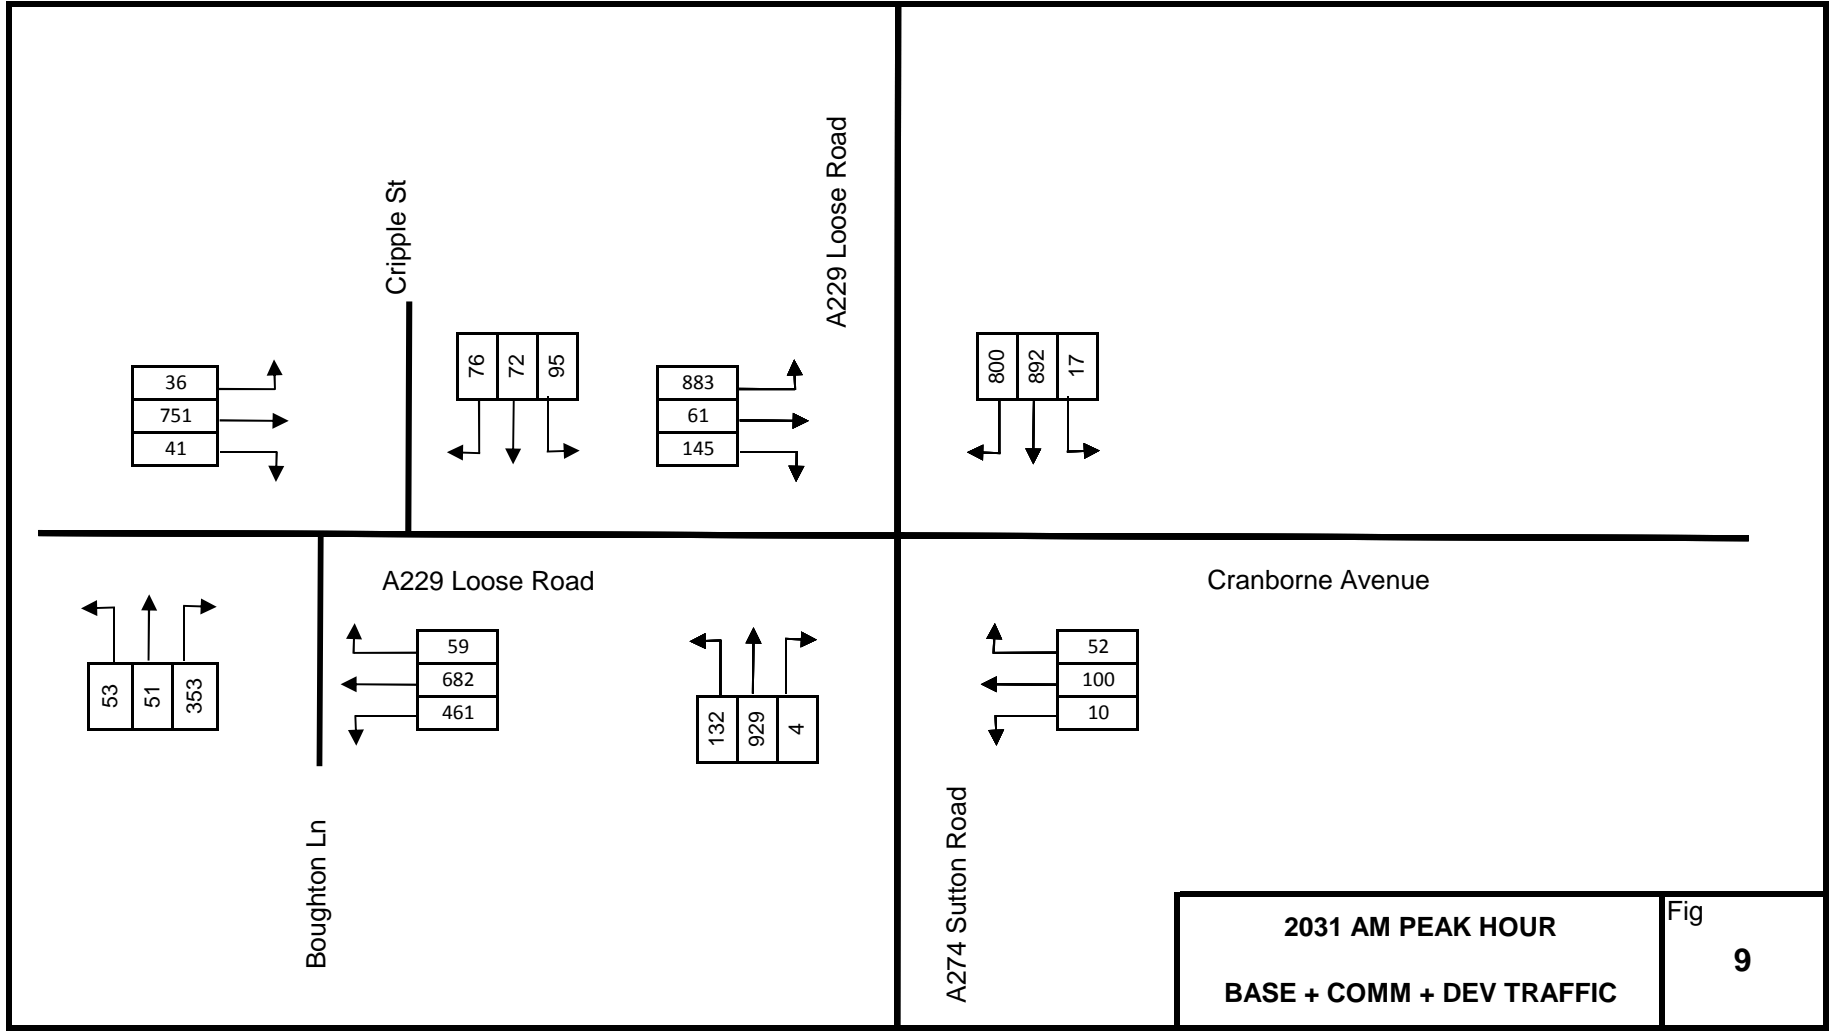 A229 Loose Road
Cripple St
76 72 95
800 892 17
36
751
41
883
61
145
A229 Loose Road
Cranborne Avenue
53 51 353
59
682
461
132 929 4
52
100
10
Boughton Ln
A274 Sutton Road
2031 AM PEAK HOUR
BASE + COMM + DEV TRAFFIC
Fig
9